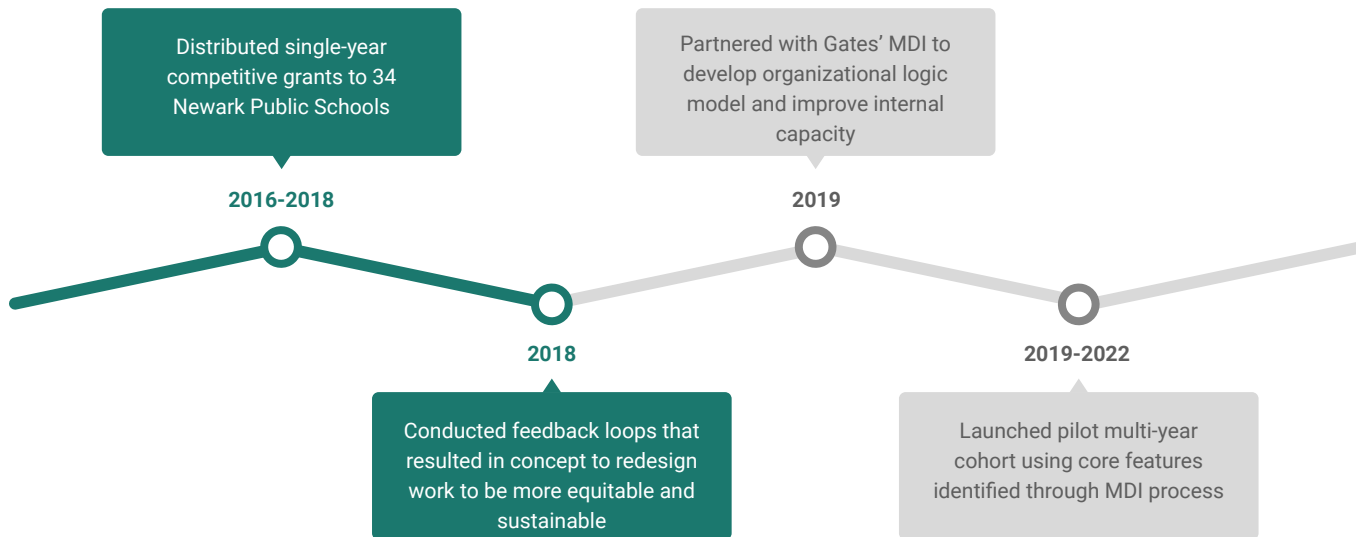 Distributed single-year
competitive grants to 34
Newark Public Schools
2016-2018
2018
Conducted feedback loops that
resulted in concept to redesign
work to be more equitable and
sustainable
Partnered with Gates’ MDI to
develop organizational logic
model and improve internal
capacity
2019
2019-2022
Launched pilot multi-year
cohort using core features
identified through MDI process